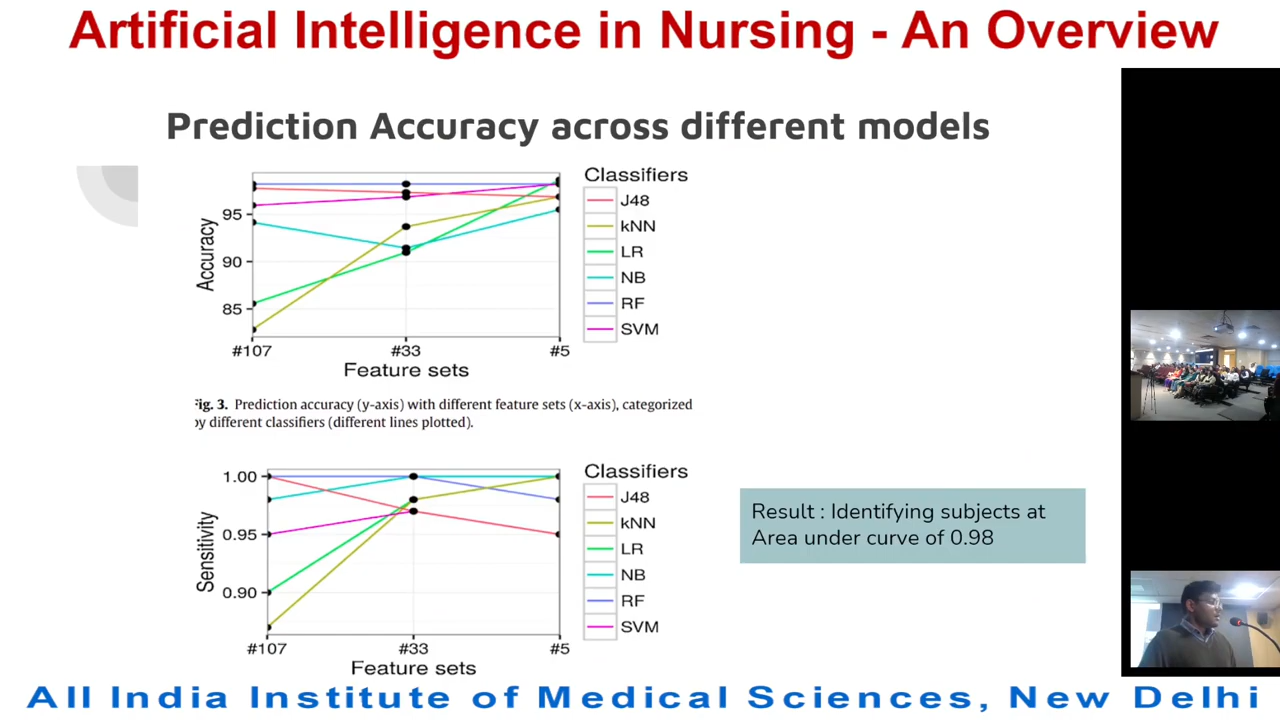 Artificial Intelligence in Nursing - An Overview
Prediction Accuracy across different models
Classifiers
J48
kNN
LR
NB
RF
SVM
Accuracy
95
90
85
#107 #33 #5
Feature sets
Fig. 3. Prediction accuracy (y-axis) with different feature sets (x-axis), categorized
by different classifiers (different lines plotted).
Classifiers
J48
kNN
LR
NB
RF
SVM
Sensitivity
1.00
0.95
0.90
#107 #33 #5
Feature sets
Result : Identifying subjects at
Area under curve of 0.98
All India Institute of Medical Sciences, New Delhi